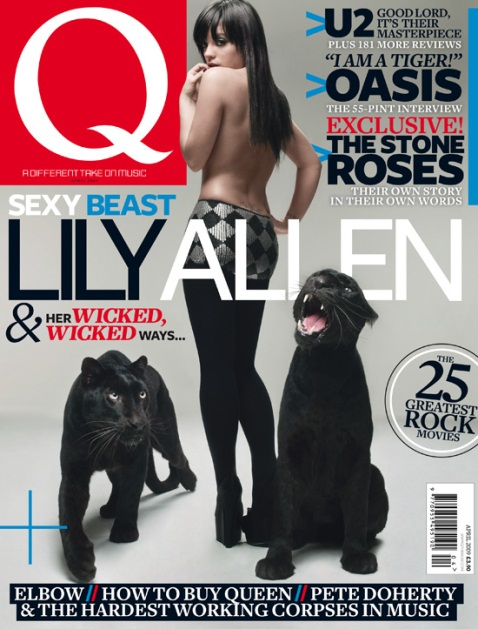 Q
A DIFFERENT TAKE ON MUSIC
U2 GOOD LORD,
IT'S THEIR
MASTERPIECE
PLUS 181 MORE REVIEWS
"I AM A TIGER!"
OASIS
THE 55-PINT INTERVIEW
EXCLUSIVE!
THE STONE
ROSES
THEIR OWN STORY
IN THEIR OWN WORDS
SEXY BEAST
LILY ALLEN
& HER WICKED,
WICKED WAYS...
THE
25
GREATEST
ROCK
MOVIES
APRIL 2009 £3.90
04
ELBOW // HOW TO BUY QUEEN // PETE DOHERTY
& THE HARDEST WORKING CORPSES IN MUSIC